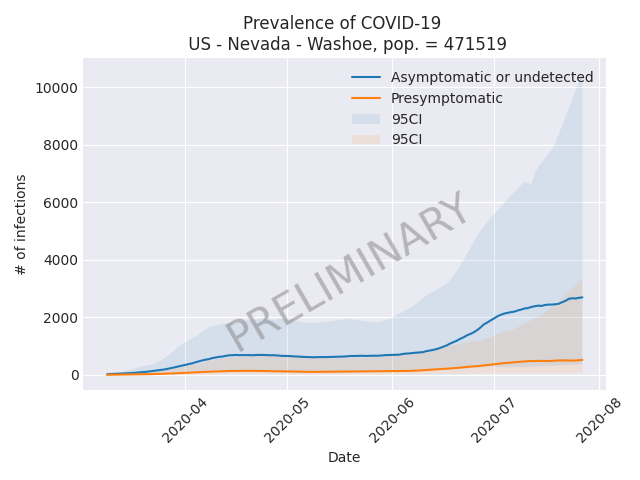 Prevalence of COVID-19
US - Nevada - Washoe, pop. = 471519
Asymptomatic or undetected
Presymptomatic
95CI
95CI
10000
8000
6000
4000
2000
0
# of infections
PRELIMINARY
2020-04
2020-05
2020-06
2020-07
2020-08
Date